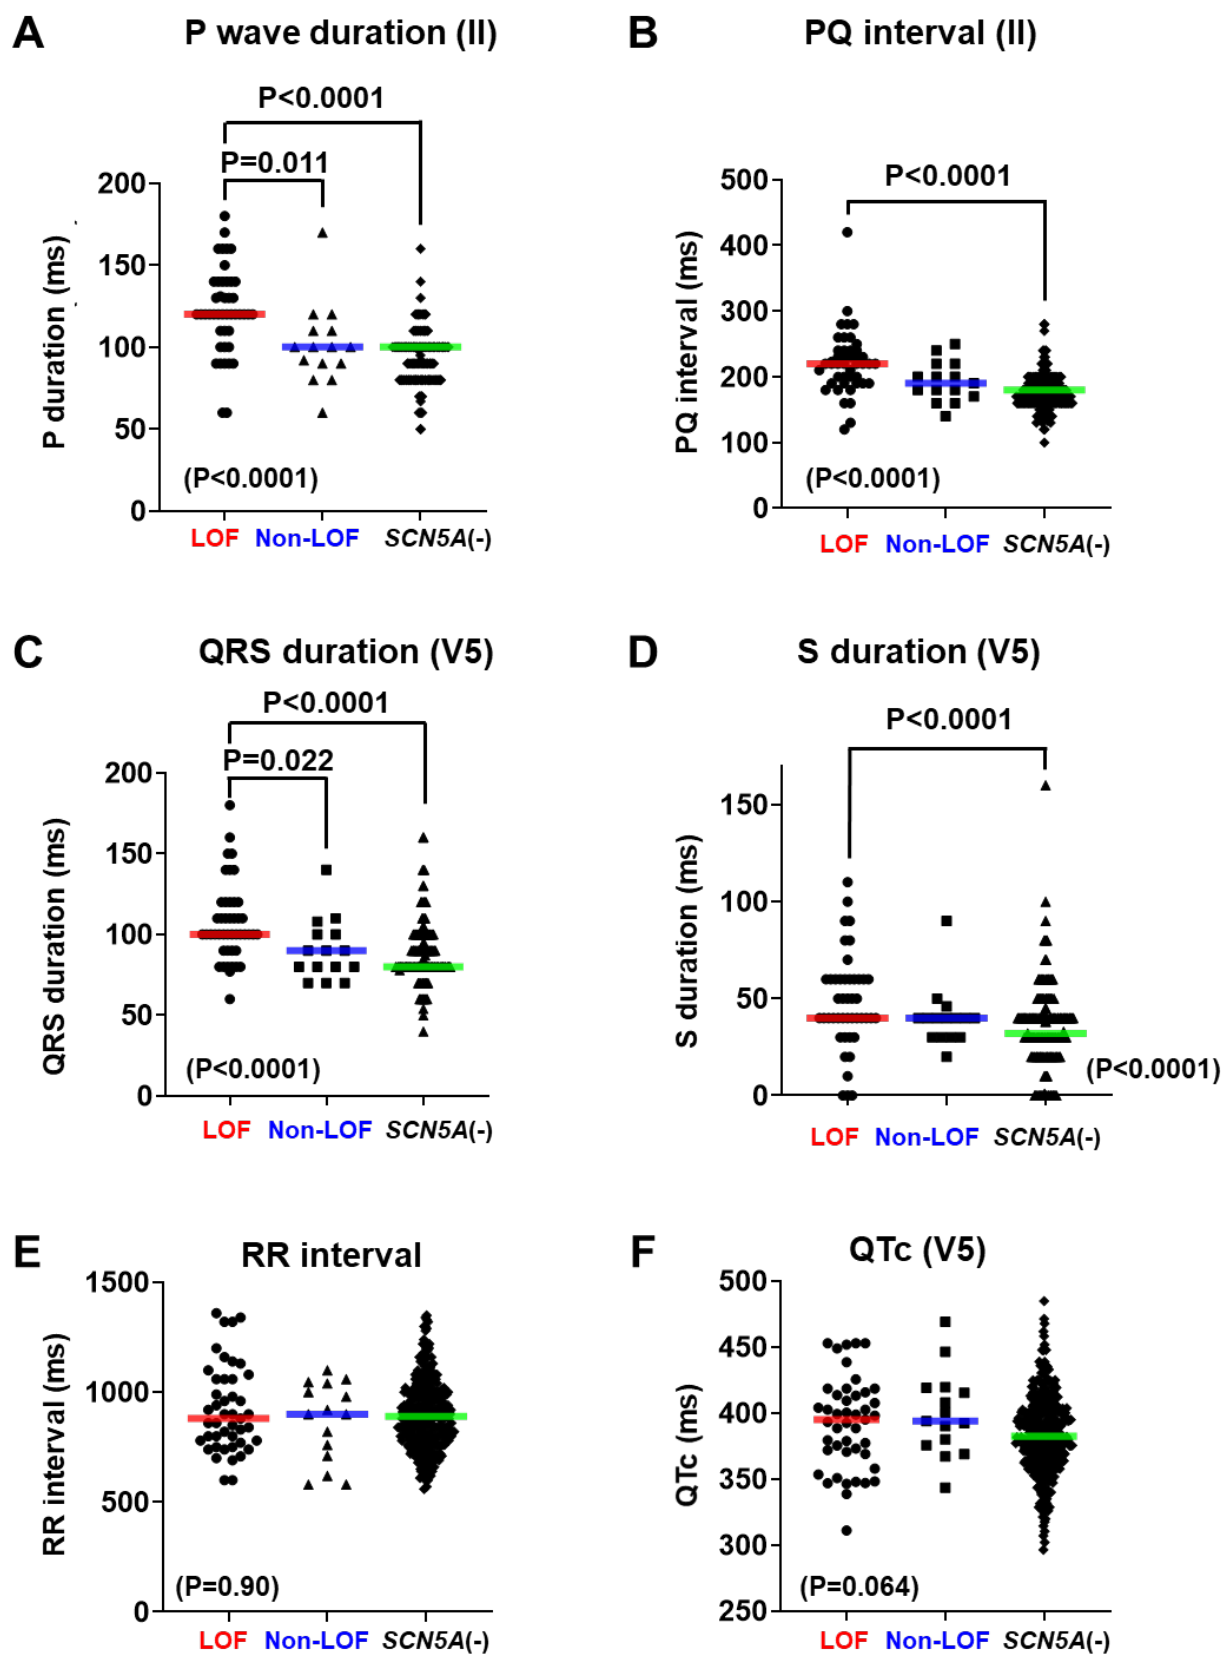 A P wave duration (II)
P<0.0001
P=0.011
200
150
100
50
0
P duration (ms)
(P<0.0001)
LOF Non-LOF SCN5A(-)
B PQ interval (II)
P<0.0001
500
400
300
200
100
0
PQ interval (ms)
(P<0.0001)
LOF Non-LOF SCN5A(-)
C QRS duration (V5)
P<0.0001
P=0.022
200
150
100
50
0
QRS duration (ms)
(P<0.0001)
LOF Non-LOF SCN5A(-)
D S duration (V5)
P<0.0001
150
100
50
0
S duration (ms)
(P<0.0001)
LOF Non-LOF SCN5A(-)
E RR interval
1500
1000
500
0
RR interval (ms)
(P=0.90)
LOF Non-LOF SCN5A(-)
F QTc (V5)
500
450
400
350
300
250
QTc (ms)
(P=0.064)
LOF Non-LOF SCN5A(-)